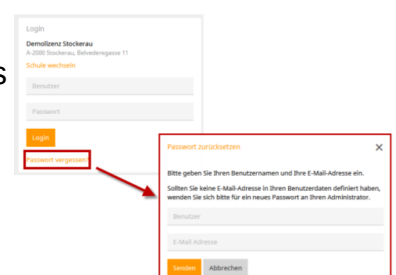 Login
Demolizenz Stockerau
A-2000 Stockerau, Belvederegasse 11
Schule wechseln
s
Benutzer
Passwort
Login
Passwort vergessen?
Passwort zurücksetzen
Bitte geben Sie Ihren Benutzernamen und Ihre E-Mail-Adresse ein.
Sollten Sie keine E-Mail-Adresse in Ihren Benutzerdaten definiert haben,
wenden Sie sich bitte für ein neues Passwort an Ihren Administrator.
Benutzer
E-Mail Adresse
Senden Abbrechen